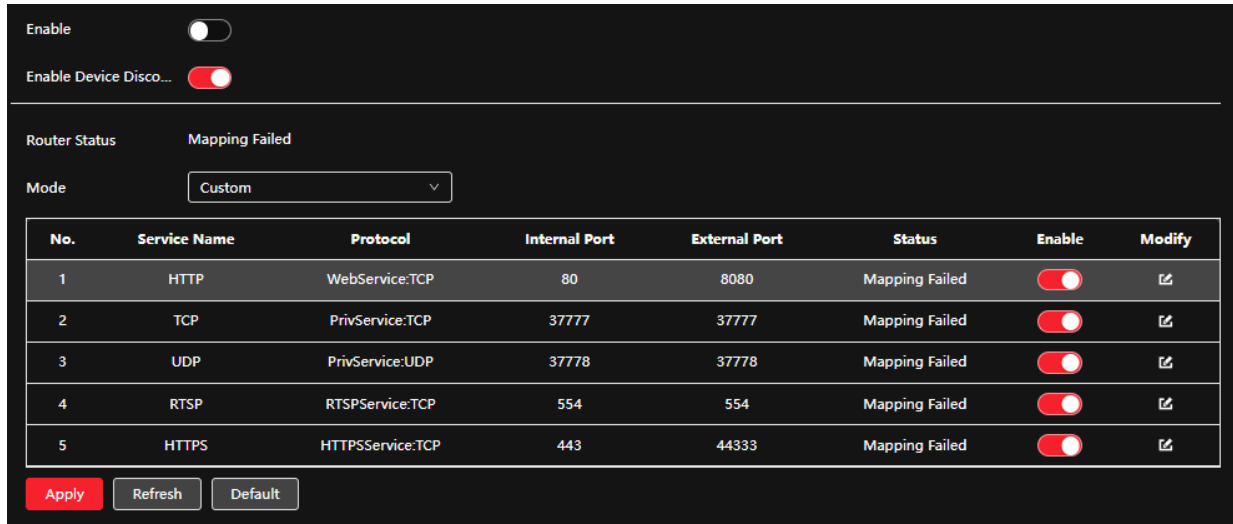 Enable
Enable Device Disco...
Router Status Mapping Failed
Mode Custom
No. Service Name Protocol Internal Port External Port Status Enable Modify
1 HTTP WebService:TCP 80 8080 Mapping Failed
2 TCP PrivService:TCP 37777 37777 Mapping Failed
3 UDP PrivService:UDP 37778 37778 Mapping Failed
4 RTSP RTSPService:TCP 554 554 Mapping Failed
5 HTTPS HTTPSService:TCP 443 44333 Mapping Failed
Apply Refresh Default